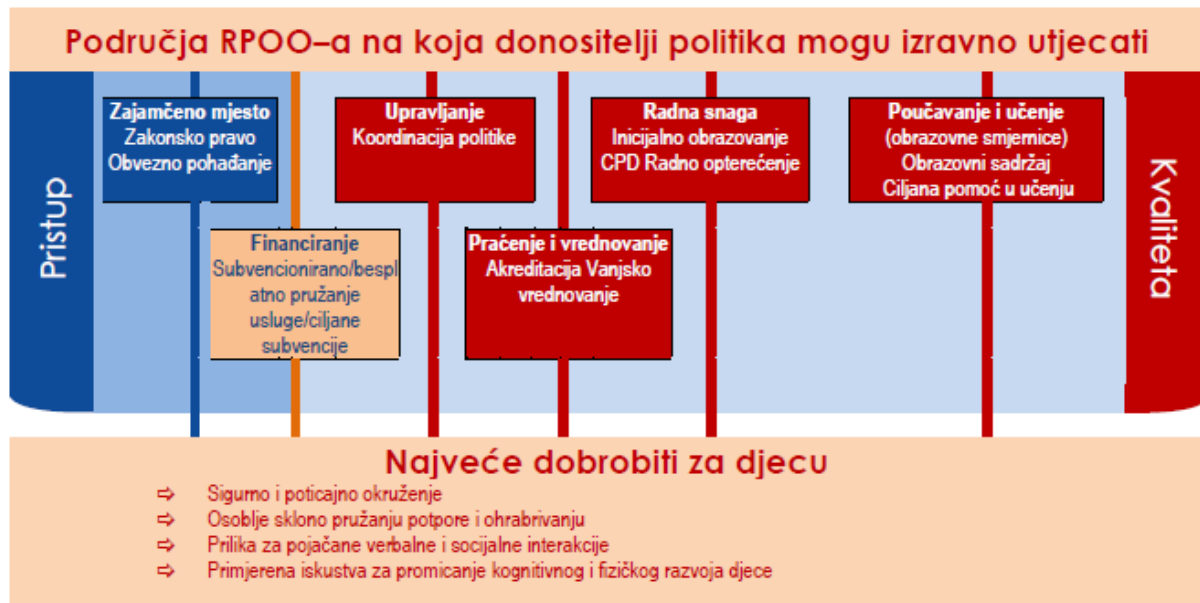 Područja RPOO–a na koja donositelji politika mogu izravno utjecati
Pristup
Zajamčeno mjesto
Zakonsko pravo
Obvezno pohađanje
Financiranje
Subvencionirano/bespl
atno pružanje
usluge/ciljane
subvencije
Upravljanje
Koordinacija politike
Praćenje i vrednovanje
Akreditacija Vanjsko
vrednovanje
Radna snaga
Inicijalno obrazovanje
CPD Radno opterećenje
Poučavanje i učenje
(obrazovne smjernice)
Obrazovni sadržaj
Ciljana pomoć u učenju
Kvaliteta
Najveće dobrobiti za djecu
⇨ Sigurno i poticajno okruženje
⇨ Osoblje sklono pružanju potpore i ohrabrivanju
⇨ Prilika za pojačane verbalne i socijalne interakcije
⇨ Primjerena iskustva za promicanje kognitivnog i fizičkog razvoja djece